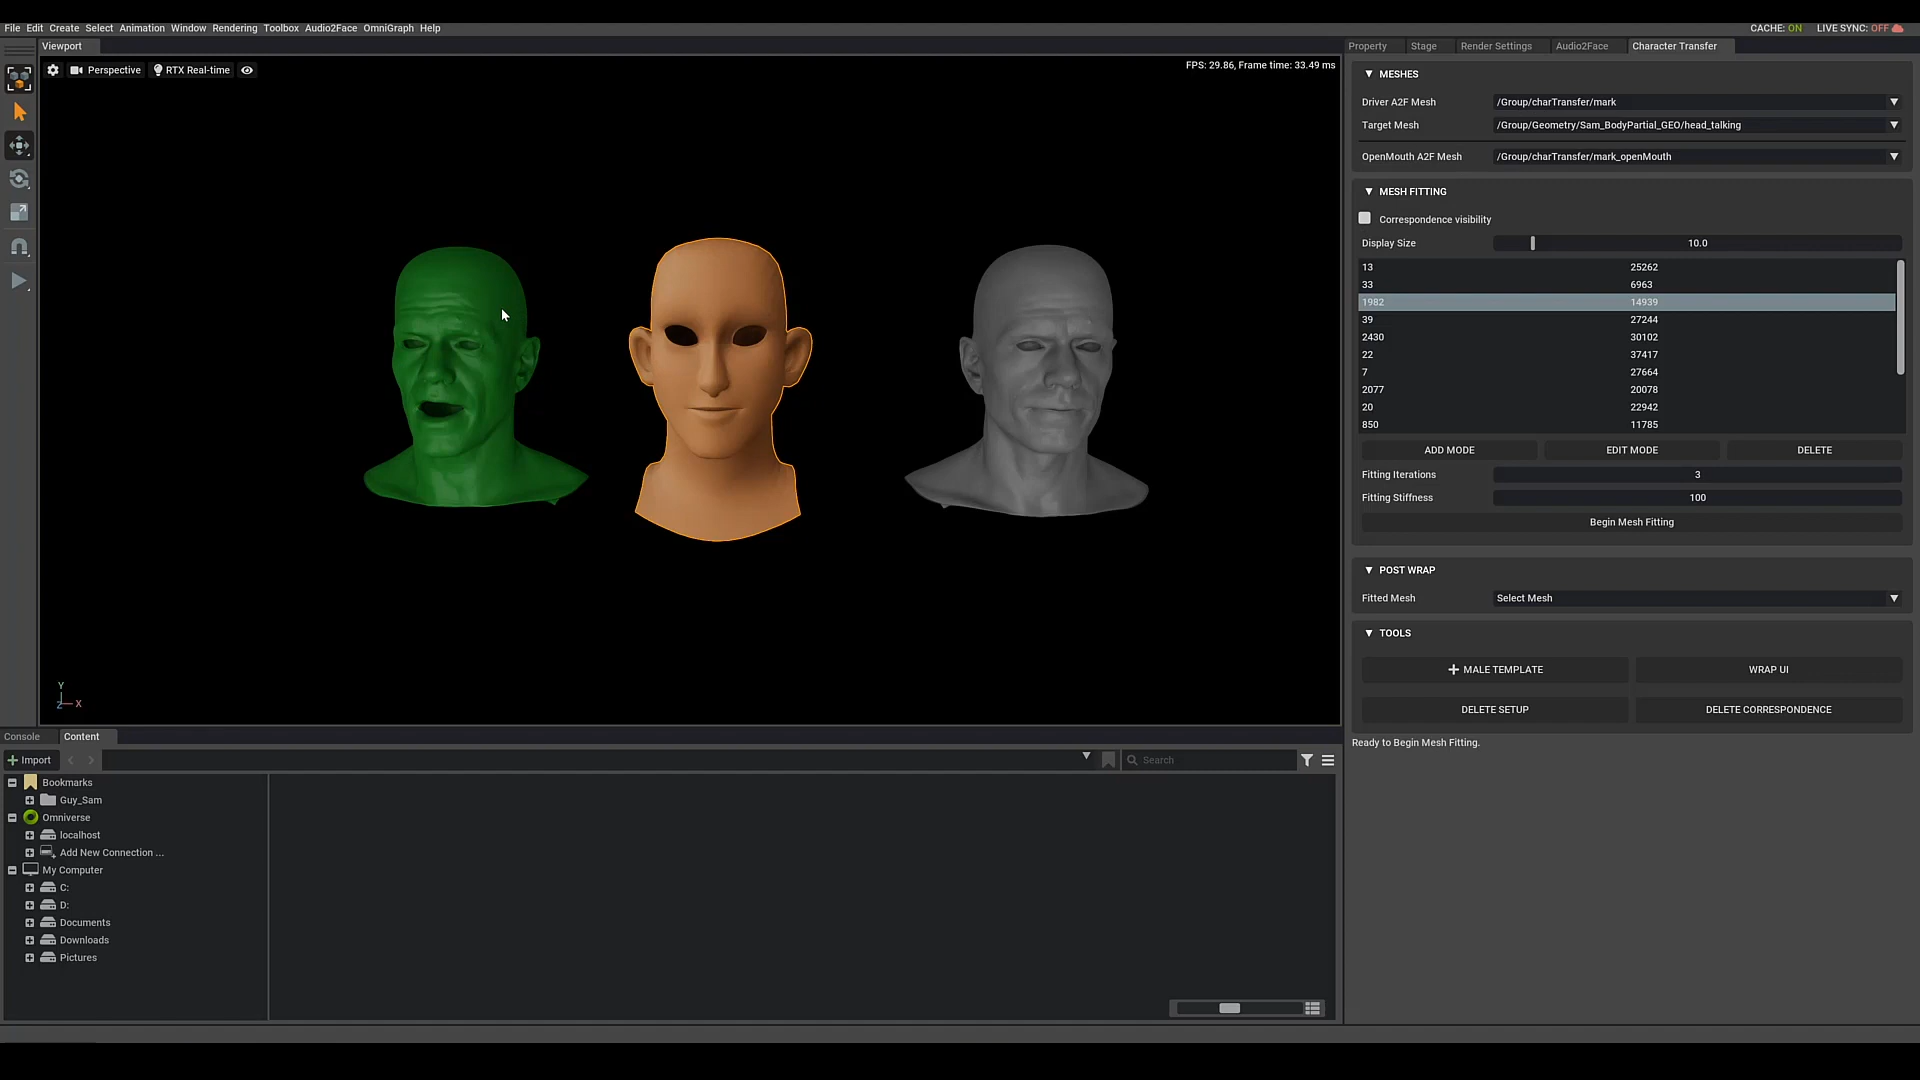 File Edit Create Select Animation Window Rendering Toolbox Audio2Face OmniGraph Help
CACHE: ON LIVE SYNC: OFF
Viewport
Property Stage Render Settings Audio2Face Character Transfer
Perspective RTX Real-time
FPS: 29.86, Frame time: 33.49 ms
MESHES
Driver A2F Mesh /Group/charTransfer/mark
Target Mesh /Group/Geometry/Sam_BodyPartial_GEO/head_talking
OpenMouth A2F Mesh /Group/charTransfer/mark_openMouth
MESH FITTING
Correspondence visibility
Display Size 10.0
13 25262
33 6963
1982 14939
39 27244
2430 30102
22 37417
7 27664
2077 20078
20 22942
850 11785
ADD MODE EDIT MODE DELETE
Fitting Iterations 3
Fitting Stiffness 100
Begin Mesh Fitting
POST WRAP
Fitted Mesh Select Mesh
TOOLS
MALE TEMPLATE WRAP UI
DELETE SETUP DELETE CORRESPONDENCE
Ready to Begin Mesh Fitting.
Y
Z X
Console Content
Import Search
Bookmarks
Guy_Sam
Omniverse
localhost
Add New Connection ...
My Computer
C:
D:
Documents
Downloads
Pictures